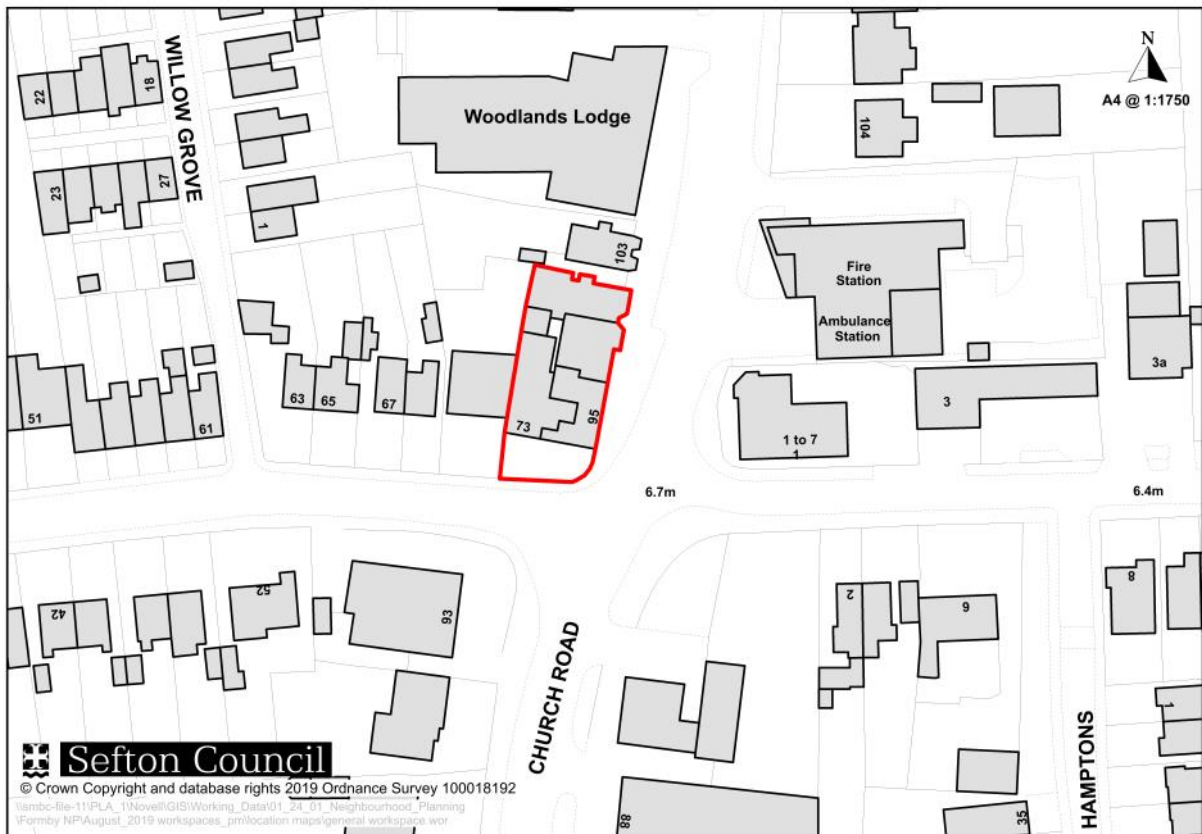 WILLOW GROVE
22
18
N
A4 @ 1:1750
Woodlands Lodge
104
23
27
1
103
Fire
Station
Ambulance
Station
3a
63
65
67
51
61
73
95
3
1 to 7
1
6.7m
6.4m
42
52
93
2
6
8
CHURCH ROAD
HAMPTONS
1
88
35
Sefton Council
© Crown Copyright and database rights 2019 Ordnance Survey 100018192
\\smbc-file-11\PLA_1\Novell\GIS\Working_Data\01_24_01_Neighbourhood_Planning
\Formby NP\August_2019 workspaces_pm\location maps\general workspace.wor